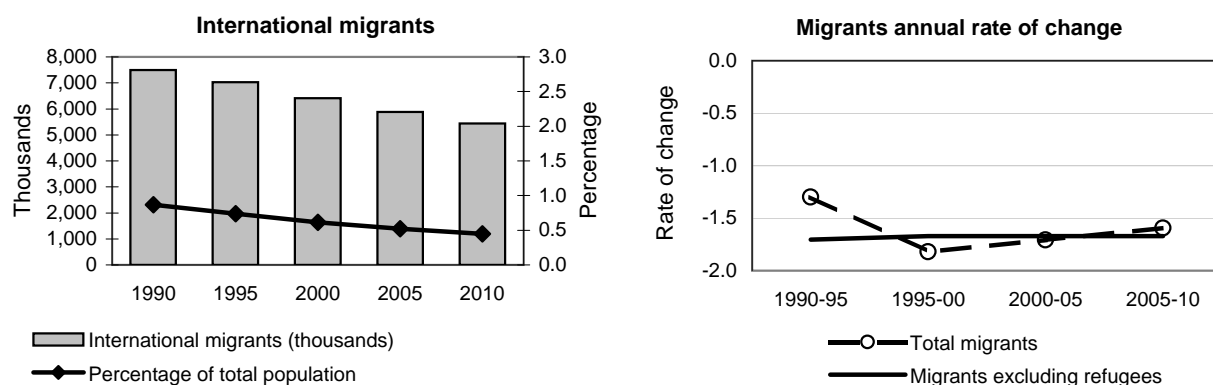 International migrants
8,000
7,000
6,000
5,000
4,000
3,000
2,000
1,000
0
Thousands
3.0
2.5
2.0
1.5
1.0
0.5
0.0
Percentage
1990 1995 2000 2005 2010
International migrants (thousands)
Percentage of total population
Migrants annual rate of change
0.0
-0.5
-1.0
-1.5
-2.0
Rate of change
1990-95 1995-00 2000-05 2005-10
Total migrants
Migrants excluding refugees